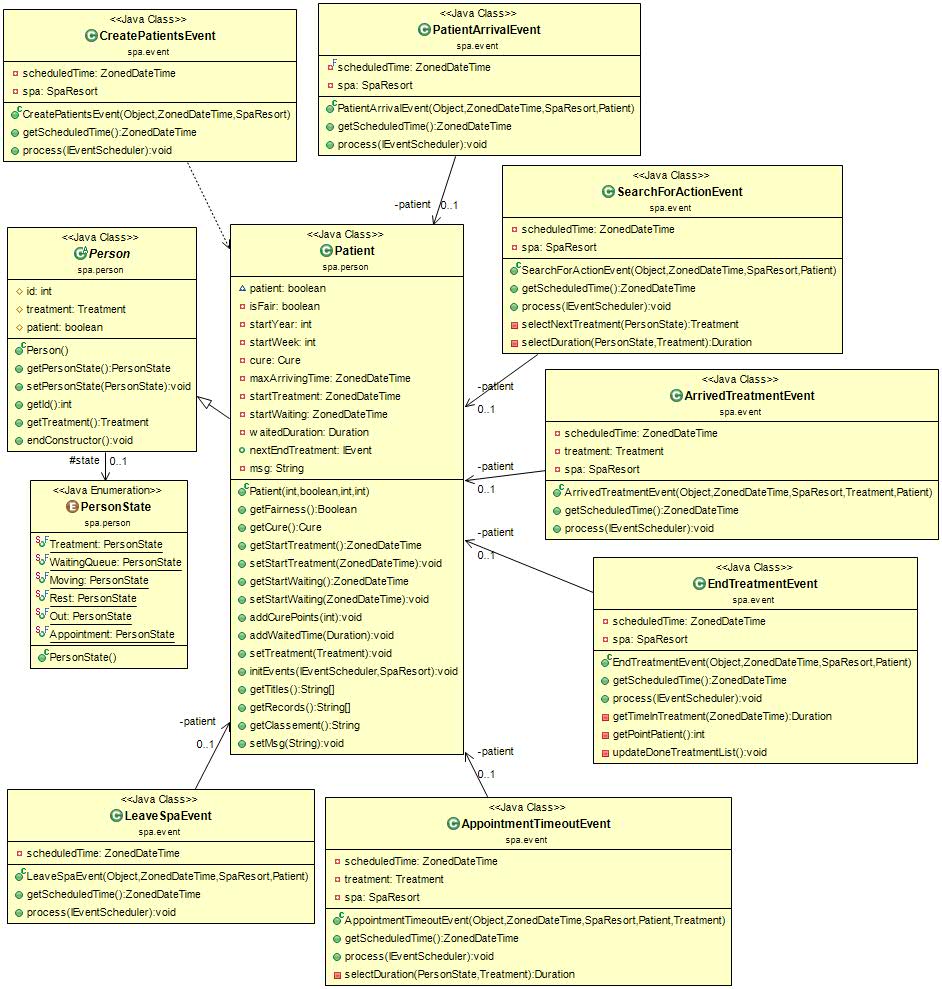 <<Java Class>>
CreatePatientsEvent
spa.event
scheduledTime: ZonedDateTime
spa: SpaResort
CreatePatientsEvent(Object,ZonedDateTime,SpaResort)
getScheduledTime():ZonedDateTime
process(IEventScheduler):void
<<Java Class>>
PatientArrivalEvent
spa.event
scheduledTime: ZonedDateTime
spa: SpaResort
PatientArrivalEvent(Object,ZonedDateTime,SpaResort,Patient)
getScheduledTime():ZonedDateTime
process(IEventScheduler):void
-patient 0..1
<<Java Class>>
SearchForActionEvent
spa.event
scheduledTime: ZonedDateTime
spa: SpaResort
SearchForActionEvent(Object,ZonedDateTime,SpaResort,Patient)
getScheduledTime():ZonedDateTime
process(IEventScheduler):void
selectNextTreatment(PersonState):Treatment
selectDuration(PersonState,Treatment):Duration
-patient
0..1
<<Java Class>>
Person
spa.person
id: int
treatment: Treatment
patient: boolean
Person()
getPersonState():PersonState
setPersonState(PersonState):void
getId():int
getTreatment():Treatment
endConstructor():void
#state 0..1
<<Java Class>>
Patient
spa.person
patient: boolean
isFair: boolean
startYear: int
startWeek: int
cure: Cure
maxArrivingTime: ZonedDateTime
startTreatment: ZonedDateTime
startWaiting: ZonedDateTime
waitedDuration: Duration
nextEndTreatment: IEvent
msg: String
Patient(int,boolean,int,int)
getFairness():Boolean
getCure():Cure
getStartTreatment():ZonedDateTime
setStartTreatment(ZonedDateTime):void
getStartWaiting():ZonedDateTime
setStartWaiting(ZonedDateTime):void
addCurePoints(int):void
addWaitedTime(Duration):void
setTreatment(Treatment):void
initEvents(IEventScheduler,SpaResort):void
getTitles():String[]
getRecords():String[]
getClassement():String
setMsg(String):void
<<Java Class>>
ArrivedTreatmentEvent
spa.event
scheduledTime: ZonedDateTime
treatment: Treatment
spa: SpaResort
ArrivedTreatmentEvent(Object,ZonedDateTime,SpaResort,Treatment,Patient)
getScheduledTime():ZonedDateTime
process(IEventScheduler):void
-patient
0..1
<<Java Enumeration>>
PersonState
spa.person
Treatment: PersonState
WaitingQueue: PersonState
Moving: PersonState
Rest: PersonState
Out: PersonState
Appointment: PersonState
PersonState()
-patient
0..1
<<Java Class>>
EndTreatmentEvent
spa.event
scheduledTime: ZonedDateTime
spa: SpaResort
EndTreatmentEvent(Object,ZonedDateTime,SpaResort,Patient)
getScheduledTime():ZonedDateTime
process(IEventScheduler):void
getTimeInTreatment(ZonedDateTime):Duration
getPointPatient():int
updateDoneTreatmentList():void
-patient
0..1
<<Java Class>>
LeaveSpaEvent
spa.event
scheduledTime: ZonedDateTime
LeaveSpaEvent(Object,ZonedDateTime,SpaResort,Patient)
getScheduledTime():ZonedDateTime
process(IEventScheduler):void
-patient
0..1
<<Java Class>>
AppointmentTimeoutEvent
spa.event
scheduledTime: ZonedDateTime
treatment: Treatment
spa: SpaResort
AppointmentTimeoutEvent(Object,ZonedDateTime,SpaResort,Patient,Treatment)
getScheduledTime():ZonedDateTime
process(IEventScheduler):void
selectDuration(PersonState,Treatment):Duration